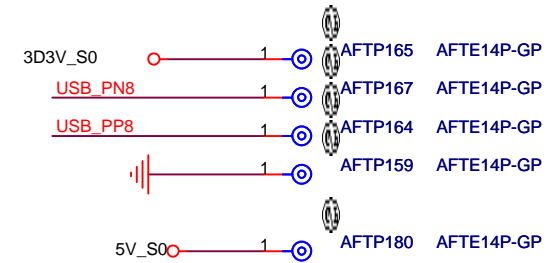 3D3V_S0 1 AFTP165 AFTE14P-GP
USB_PN8 1 AFTP167 AFTE14P-GP
USB_PP8 1 AFTP164 AFTE14P-GP
1 AFTP159 AFTE14P-GP
5V_S0 1 AFTP180 AFTE14P-GP